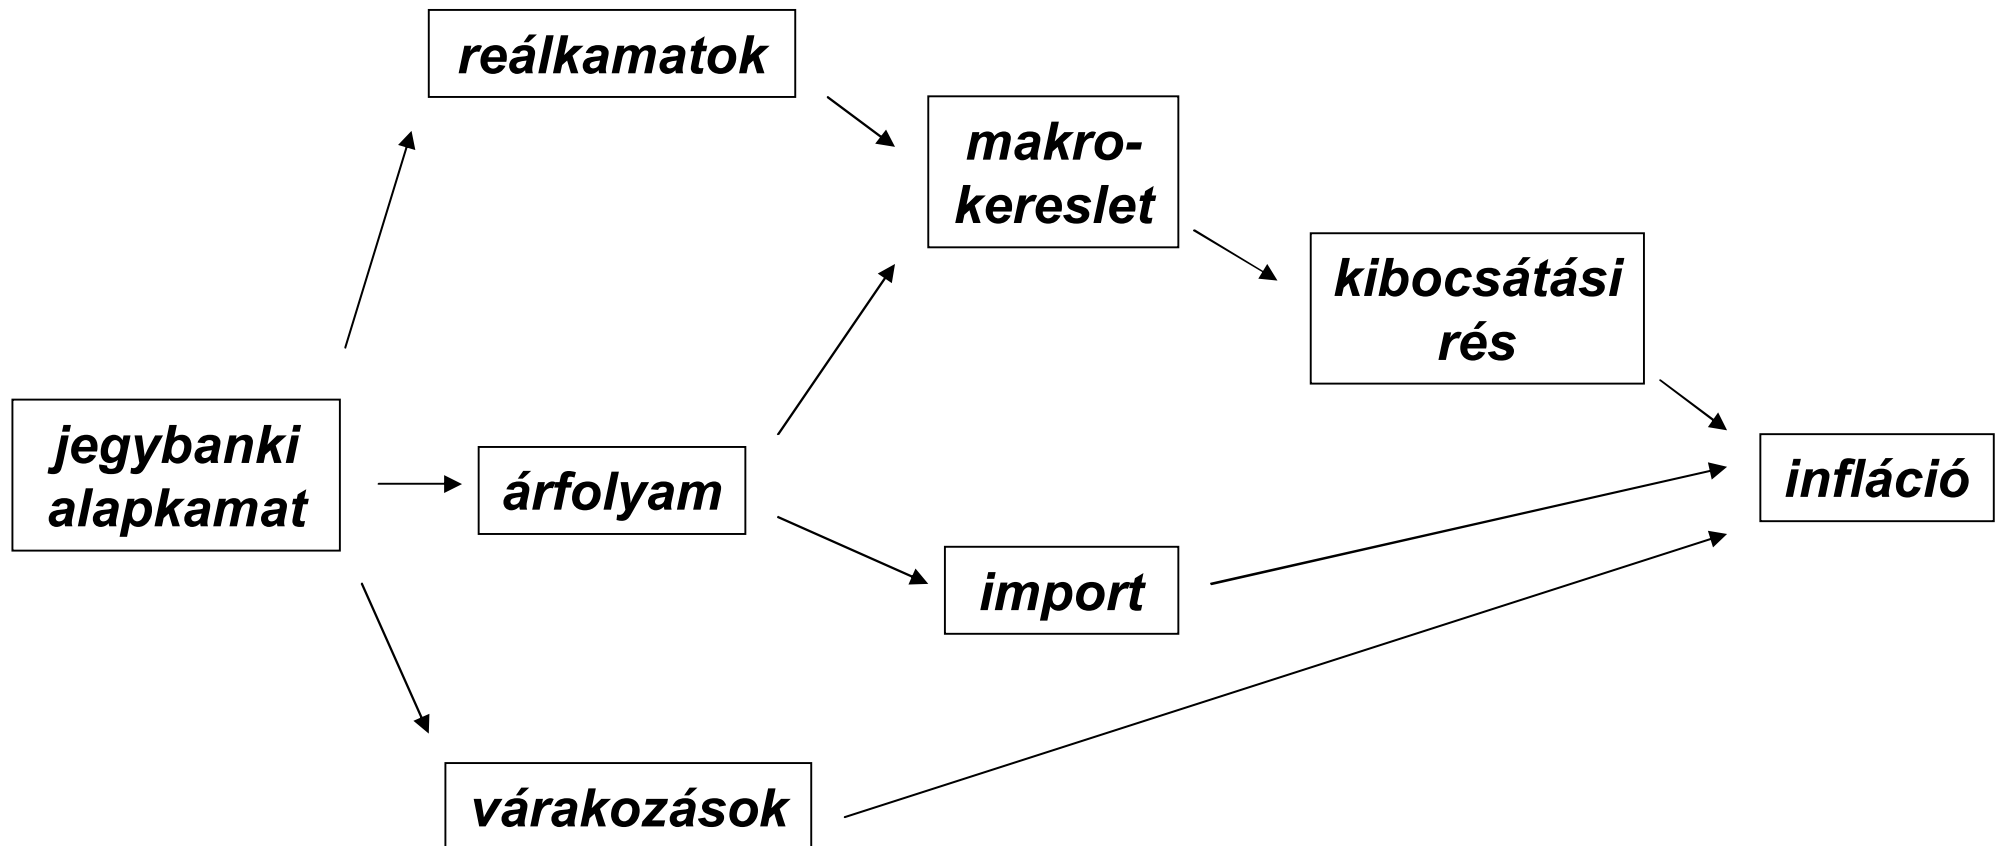 reálkamatok
makro-
kereslet
kibocsátási
rés
jegybanki
alapkamat
árfolyam
infláció
import
várakozások